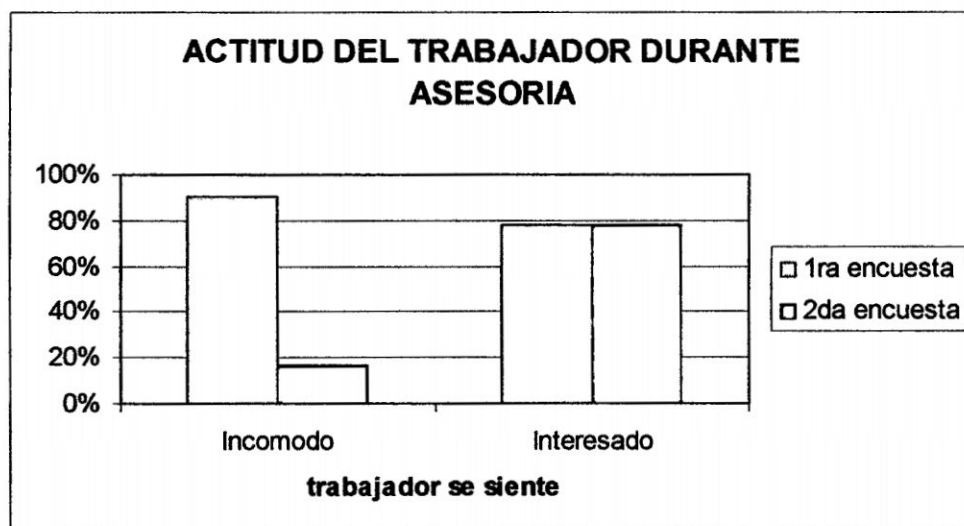 ACTITUD DEL TRABAJADOR DURANTE
ASESORIA
100%
80%
60%
40%
20%
0%
Incomodo
Interesado
trabajador se siente
1ra encuesta
2da encuesta